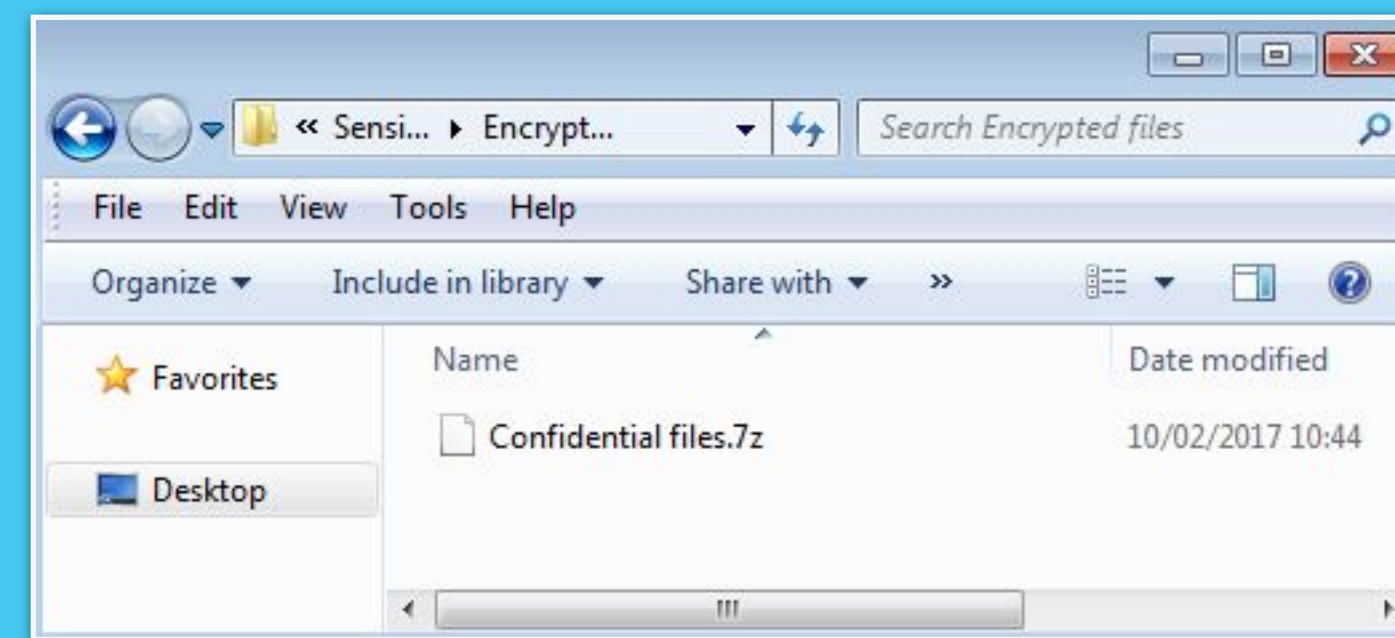 « Sensi... ▸ Encrypt... Search Encrypted files
File Edit View Tools Help
Organize Include in library Share with »
Name Date modified
Favorites
Confidential files.7z 10/02/2017 10:44
Desktop